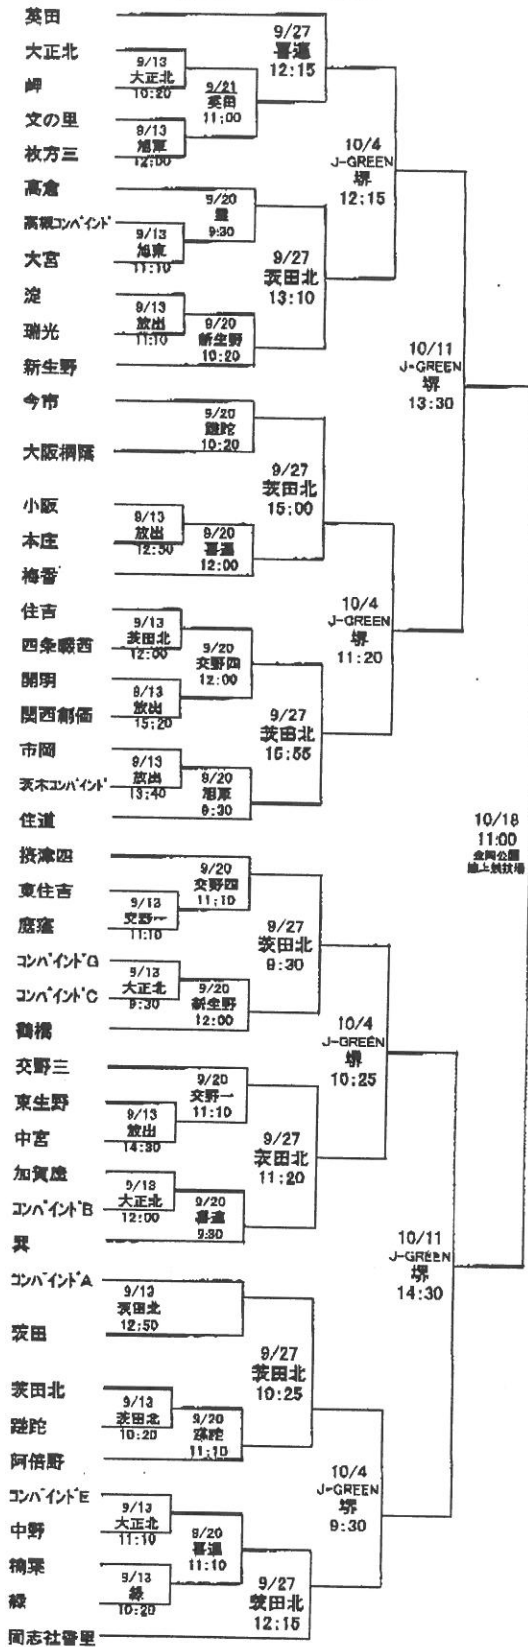 英田
大正北
岬
文の里
枚方三
高倉
高槻コンバインド
大宮
淀
瑞光
新生野
今市
大阪桐蔭
小阪
本庄
梅香
住吉
四条畷西
開明
関西創価
市岡
茨木コンバインド
住道
摂津四
東住吉
庭窪
コンバインドG
コンバインドC
鶴橋
交野三
東生野
中宮
加賀屋
コンバインドB
巽
コンバインドA
茨田
茨田北
蹉跎
阿倍野
コンバインドE
中野
楠葉
緑
同志社香里
9/13
大正北
10:20
9/13
旭東
12:00
9/13
旭東
11:10
9/13
放出
11:10
9/13
放出
12:30
9/13
茨田北
12:00
9/13
放出
15:20
9/13
放出
13:40
9/13
交野一
11:10
9/13
大正北
9:30
9/13
放出
14:30
9/13
大正北
12:00
9/13
茨田北
12:50
9/13
茨田北
10:20
9/13
大正北
11:10
9/13
緑
10:20
9/21
英田
11:00
9/20
9:30
9/20
新生野
10:20
9/20
蹉跎
10:20
9/20
喜連
12:00
9/20
交野四
12:00
9/20
旭東
9:30
9/20
交野四
11:10
9/20
新生野
12:00
9/20
交野一
11:10
9/20
喜連
9:30
9/20
蹉跎
11:10
9/20
喜連
11:10
9/27
喜連
12:15
9/27
茨田北
13:10
9/27
茨田北
15:00
9/27
茨田北
15:55
9/27
茨田北
9:30
9/27
茨田北
11:20
9/27
茨田北
10:25
9/27
茨田北
12:15
10/4
J-GREEN
堺
12:15
10/4
J-GREEN
堺
11:20
10/4
J-GREEN
堺
10:25
10/4
J-GREEN
堺
9:30
10/11
J-GREEN
堺
13:30
10/11
J-GREEN
堺
14:30
10/18
11:00
金岡公園
陸上競技場